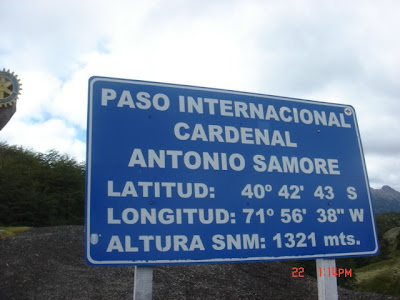 PASO INTERNACIONAL
CARDENAL
ANTONIO SAMORE
LATITUD: 40º 42' 43 S
LONGITUD: 71º 56' 38" W
ALTURA SNM: 1321 mts.
22 1:14PM